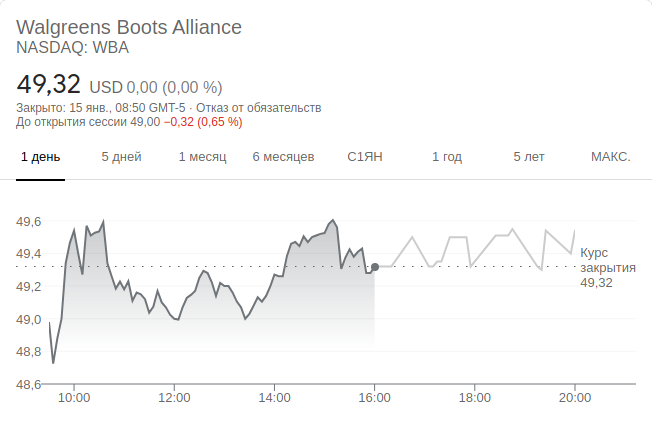 Walgreens Boots Alliance
NASDAQ: WBA
49,32 USD 0,00 (0,00 %)
Закрыто: 15 янв., 08:50 GMT-5 · Отказ от обязательств
До открытия сессии 49,00 −0,32 (0,65 %)
1 день 5 дней 1 месяц 6 месяцев С1ЯН 1 год 5 лет МАКС.
49,6
49,4
49,2
49,0
48,8
48,6
Курс
закрытия
49,32
10:00 12:00 14:00 16:00 18:00 20:00